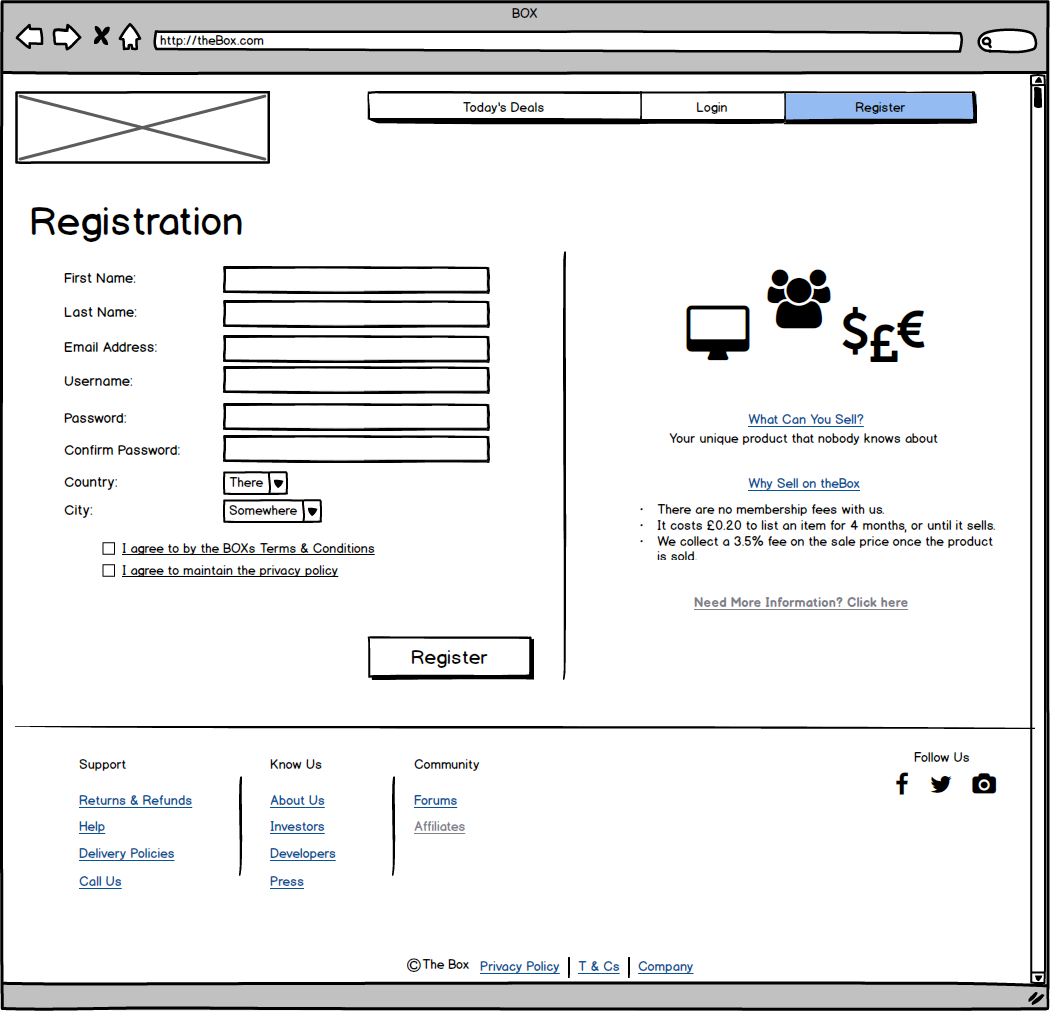 BOX
http://theBox.com
Today's Deals Login Register
Registration
First Name:
Last Name:
Email Address:
Username:
Password:
Confirm Password:
Country: There
City: Somewhere
I agree to by the BOXs Terms & Conditions
I agree to maintain the privacy policy
Register
$£€
What Can You Sell?
Your unique product that nobody knows about
Why Sell on theBox
· There are no membership fees with us.
· It costs £0.20 to list an item for 4 months, or until it sells.
· We collect a 3.5% fee on the sale price once the product
is sold.
Need More Information? Click here
Support
Returns & Refunds
Help
Delivery Policies
Call Us
Know Us
About Us
Investors
Developers
Press
Community
Forums
Affiliates
Follow Us
©The Box Privacy Policy T & Cs Company